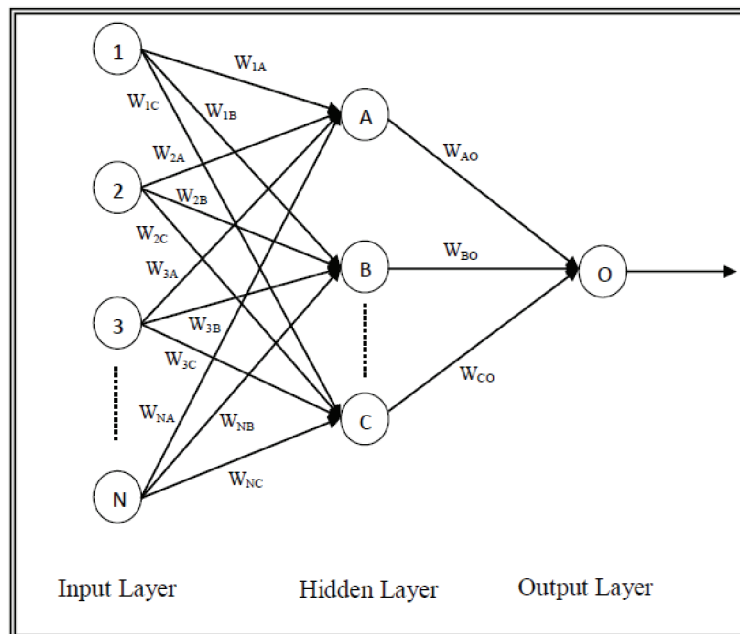 1
W1A
W1C
W1B
A
W2A
WAO
2
W2B
W2C
WBO
B
O
W3A
3
W3B
W3C
WCO
WNA
WNB
C
WNC
N
Input Layer
Hidden Layer
Output Layer